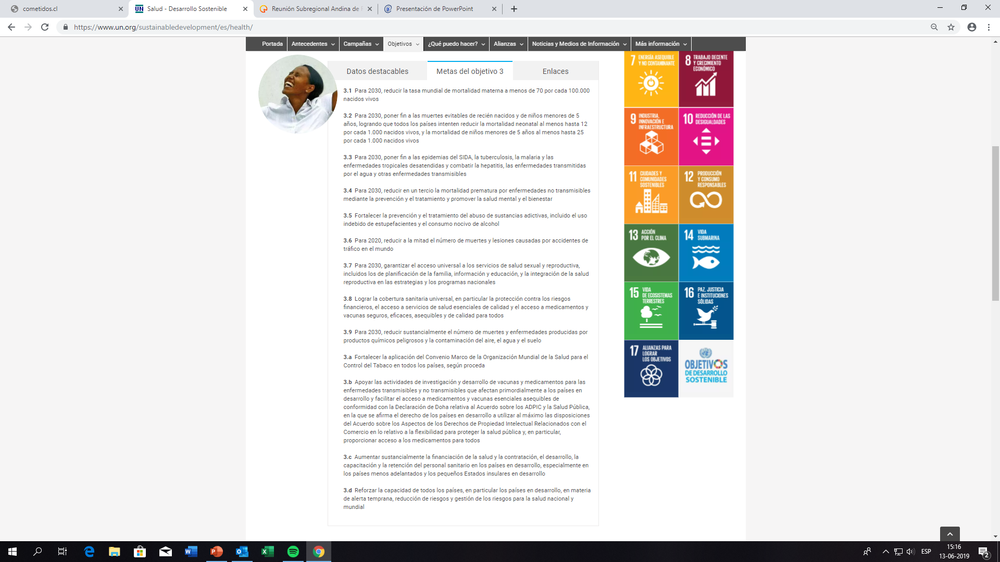 cometidos.cl
UN Salud - Desarrollo Sostenible
Reunión Subregional Andina de
Presentación de PowerPoint
https://www.un.org/sustainabledevelopment/es/health/
Portada
Antecedentes
Campañas
Objetivos
¿Qué puedo hacer?
Alianzas
Noticias y Medios de Información
Más información
Datos destacables
Metas del objetivo 3
Enlaces
3.1 Para 2030, reducir la tasa mundial de mortalidad materna a menos de 70 por cada 100.000
nacidos vivos
3.2 Para 2030, poner fin a las muertes evitables de recién nacidos y de niños menores de 5
años, logrando que todos los países intenten reducir la mortalidad neonatal al menos hasta 12
por cada 1.000 nacidos vivos, y la mortalidad de niños menores de 5 años al menos hasta 25
por cada 1.000 nacidos vivos
3.3 Para 2030, poner fin a las epidemias del SIDA, la tuberculosis, la malaria y las
enfermedades tropicales desatendidas y combatir la hepatitis, las enfermedades transmitidas
por el agua y otras enfermedades transmisibles
3.4 Para 2030, reducir en un tercio la mortalidad prematura por enfermedades no transmisibles
mediante la prevención y el tratamiento y promover la salud mental y el bienestar
3.5 Fortalecer la prevención y el tratamiento del abuso de sustancias adictivas, incluido el uso
indebido de estupefacientes y el consumo nocivo de alcohol
3.6 Para 2020, reducir a la mitad el número de muertes y lesiones causadas por accidentes de
tráfico en el mundo
3.7 Para 2030, garantizar el acceso universal a los servicios de salud sexual y reproductiva,
incluidos los de planificación de la familia, información y educación, y la integración de la salud
reproductiva en las estrategias y los programas nacionales
3.8 Lograr la cobertura sanitaria universal, en particular la protección contra los riesgos
financieros, el acceso a servicios de salud esenciales de calidad y el acceso a medicamentos y
vacunas seguros, eficaces, asequibles y de calidad para todos
3.9 Para 2030, reducir sustancialmente el número de muertes y enfermedades producidas por
productos químicos peligrosos y la contaminación del aire, el agua y el suelo
3.a Fortalecer la aplicación del Convenio Marco de la Organización Mundial de la Salud para el
Control del Tabaco en todos los países, según proceda
3.b Apoyar las actividades de investigación y desarrollo de vacunas y medicamentos para las
enfermedades transmisibles y no transmisibles que afectan primordialmente a los países en
desarrollo y facilitar el acceso a medicamentos y vacunas esenciales asequibles de
conformidad con la Declaración de Doha relativa al Acuerdo sobre los ADPIC y la Salud Pública,
en la que se afirma el derecho de los países en desarrollo a utilizar al máximo las disposiciones
del Acuerdo sobre los Aspectos de los Derechos de Propiedad Intelectual Relacionados con el
Comercio en lo relativo a la flexibilidad para proteger la salud pública y, en particular,
proporcionar acceso a los medicamentos para todos
3.c Aumentar sustancialmente la financiación de la salud y la contratación, el desarrollo, la
capacitación y la retención del personal sanitario en los países en desarrollo, especialmente en
los países menos adelantados y los pequeños Estados insulares en desarrollo
3.d Reforzar la capacidad de todos los países, en particular los países en desarrollo, en materia
de alerta temprana, reducción de riesgos y gestión de los riesgos para la salud nacional y
mundial
7 ENERGÍA ASEQUIBLE
Y NO CONTAMINANTE
8 TRABAJO DECENTE
Y CRECIMIENTO
ECONÓMICO
9 INDUSTRIA,
INNOVACIÓN E
INFRAESTRUCTURA
10 REDUCCIÓN DE LAS
DESIGUALDADES
11 CIUDADES Y
COMUNIDADES
SOSTENIBLES
12 PRODUCCIÓN
Y CONSUMO
RESPONSABLES
13 ACCIÓN
POR EL CLIMA
14 VIDA
SUBMARINA
15 VIDA
DE ECOSISTEMAS
TERRESTRES
16 PAZ, JUSTICIA
E INSTITUCIONES
SÓLIDAS
17 ALIANZAS PARA
LOGRAR
LOS OBJETIVOS
OBJETIVOS
DE DESARROLLO
SOSTENIBLE
ESP
15:16
13-06-2019
2